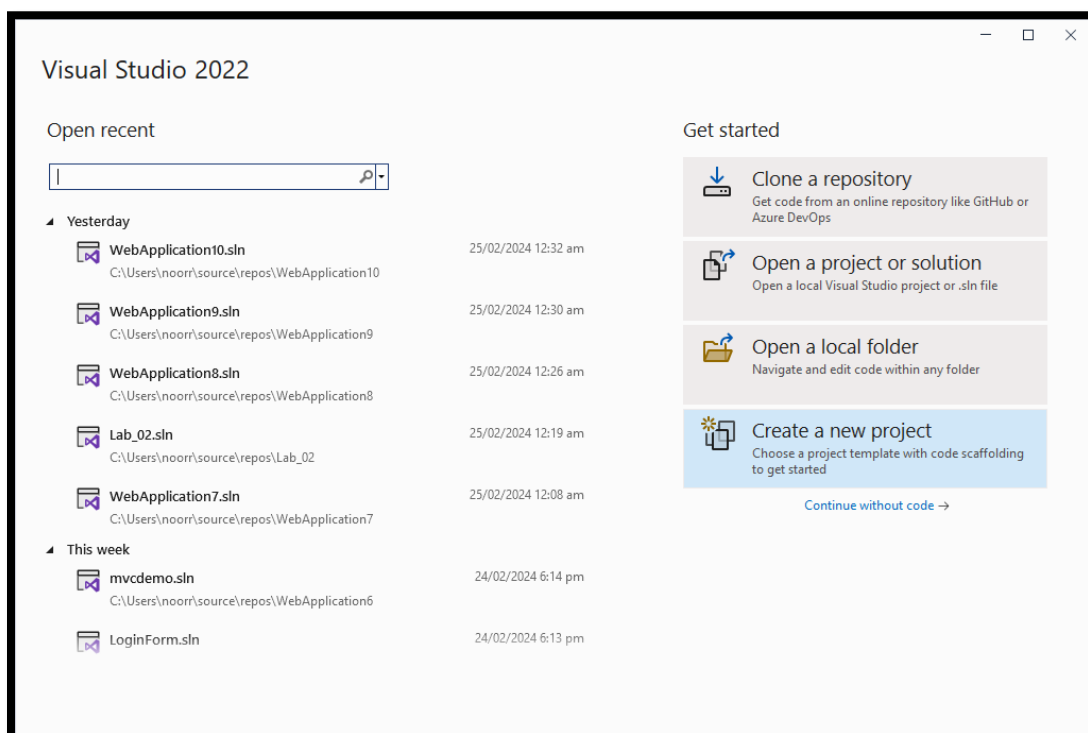 Visual Studio 2022
Open recent
Yesterday
WebApplication10.sln
25/02/2024 12:32 am
C:\Users\noorr\source\repos\WebApplication10
WebApplication9.sln
25/02/2024 12:30 am
C:\Users\noorr\source\repos\WebApplication9
WebApplication8.sln
25/02/2024 12:26 am
C:\Users\noorr\source\repos\WebApplication8
Lab_02.sln
25/02/2024 12:19 am
C:\Users\noorr\source\repos\Lab_02
WebApplication7.sln
25/02/2024 12:08 am
C:\Users\noorr\source\repos\WebApplication7
This week
mvcdemo.sln
24/02/2024 6:14 pm
C:\Users\noorr\source\repos\WebApplication6
LoginForm.sln
24/02/2024 6:13 pm
Get started
Clone a repository
Get code from an online repository like GitHub or
Azure DevOps
Open a project or solution
Open a local Visual Studio project or .sln file
Open a local folder
Navigate and edit code within any folder
Create a new project
Choose a project template with code scaffolding
to get started
Continue without code →